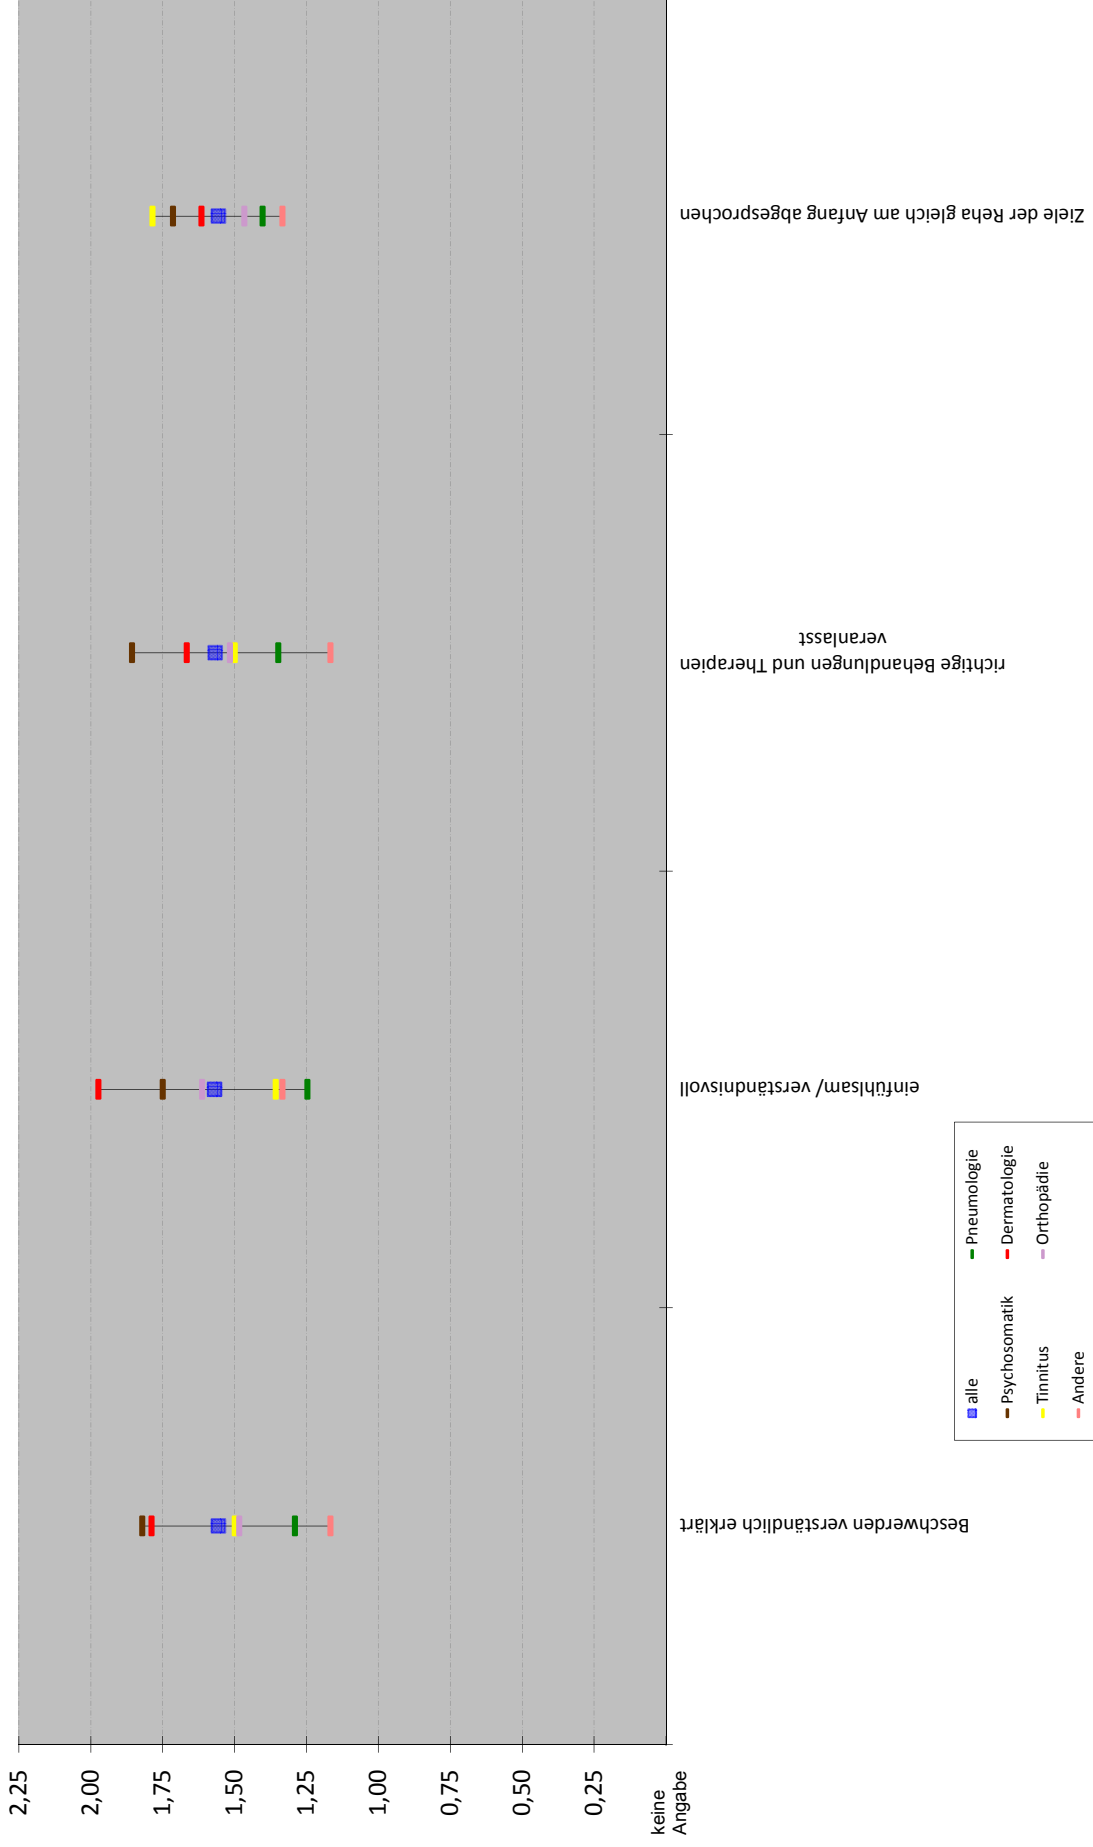 2,25
2,00
1,75
1,50
1,25
1,00
0,75
0,50
0,25
keine
Angabe
Beschwerden verständlich erklärt
einfühlsam/ verständnisvoll
richtige Behandlungen und Therapien
veranlasst
Ziele der Reha gleich am Anfang abgesprochen
alle
Pneumologie
Psychosomatik
Dermatologie
Tinnitus
Orthopädie
Andere